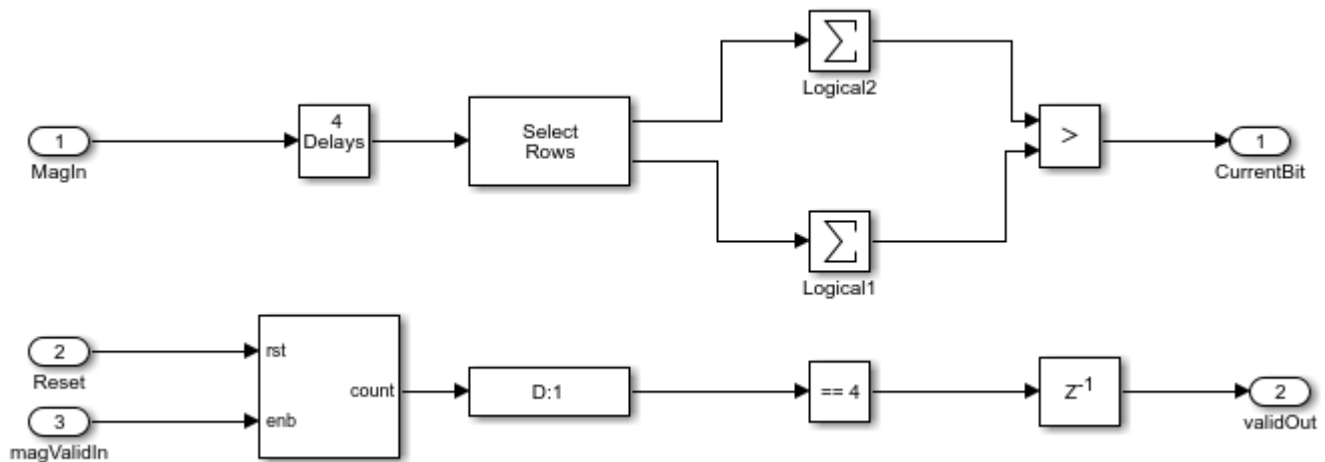 Logical2
4
Delays
Select
Rows
1
MagIn
>
1
CurrentBit
Logical1
2
Reset
rst
count
enb
D:1
== 4
Z-1
2
validOut
3
magValidIn